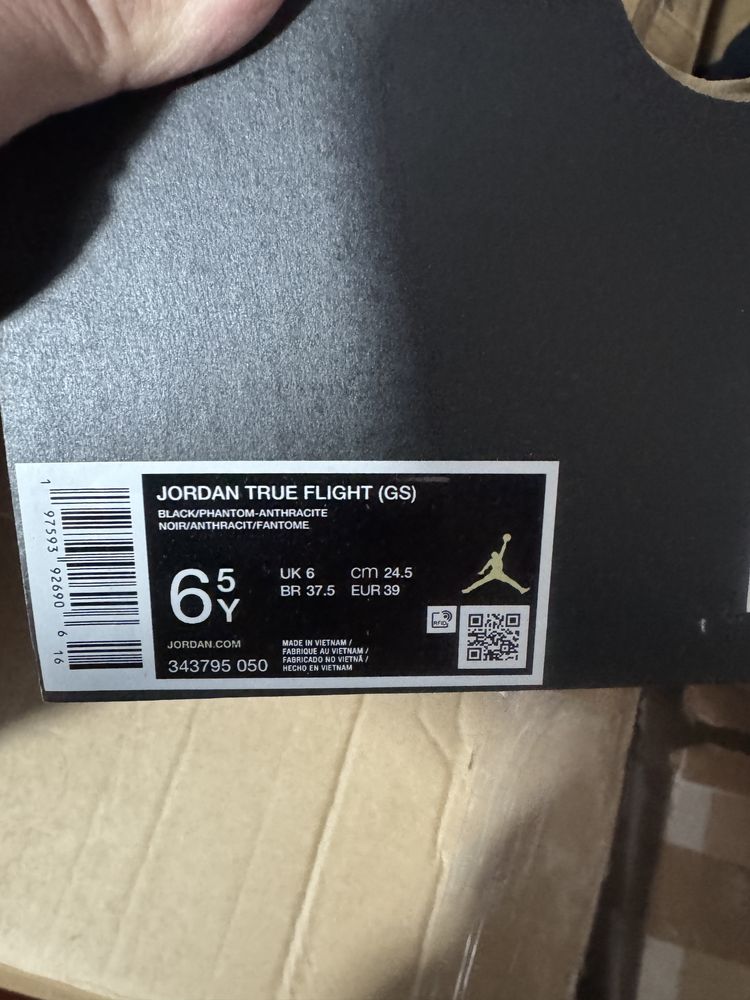 JORDAN TRUE FLIGHT (GS)
BLACK/PHANTOM-ANTHRACITE
NOIR/ANTHRACIT/FANTOME
6 5 Y
UK 6 cm 24.5
BR 37.5 EUR 39
RFID
JORDAN.COM
343795 050
MADE IN VIETNAM /
FABRIQUE AU VIETNAM /
FABRICADO NO VIETNÃ /
HECHO EN VIETNAM
1 97593 92690 6 16